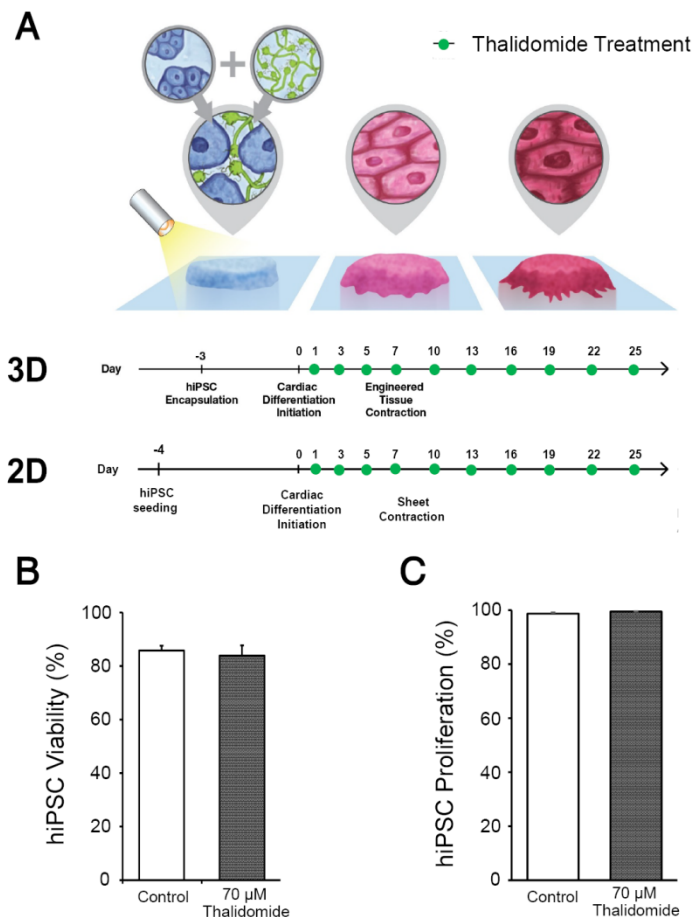 A
Thalidomide Treatment
3D
Day
-3
0
1
3
5
7
10
13
16
19
22
25
hiPSC
Encapsulation
Cardiac
Differentiation
Initiation
Engineered
Tissue
Contraction
2D
Day
-4
0
1
3
5
7
10
13
16
19
22
25
hiPSC
seeding
Cardiac
Differentiation
Initiation
Sheet
Contraction
B
hiPSC Viability (%)
100
80
60
40
20
0
Control
70 µM
Thalidomide
C
hiPSC Proliferation (%)
100
80
60
40
20
0
Control
70 µM
Thalidomide